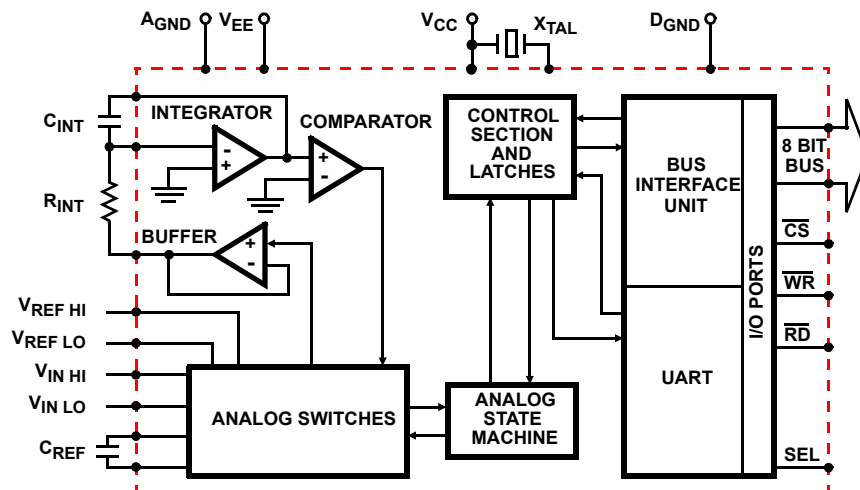 AGND
VEE
VCC
XTAL
DGND
CINT
INTEGRATOR
COMPARATOR
-
+
+
-
RINT
BUFFER
+
-
CONTROL
SECTION
AND
LATCHES
BUS
INTERFACE
UNIT
I/O PORTS
8 BIT
BUS
CS
WR
RD
SEL
UART
VREF HI
VREF LO
VIN HI
VIN LO
CREF
ANALOG SWITCHES
ANALOG
STATE
MACHINE